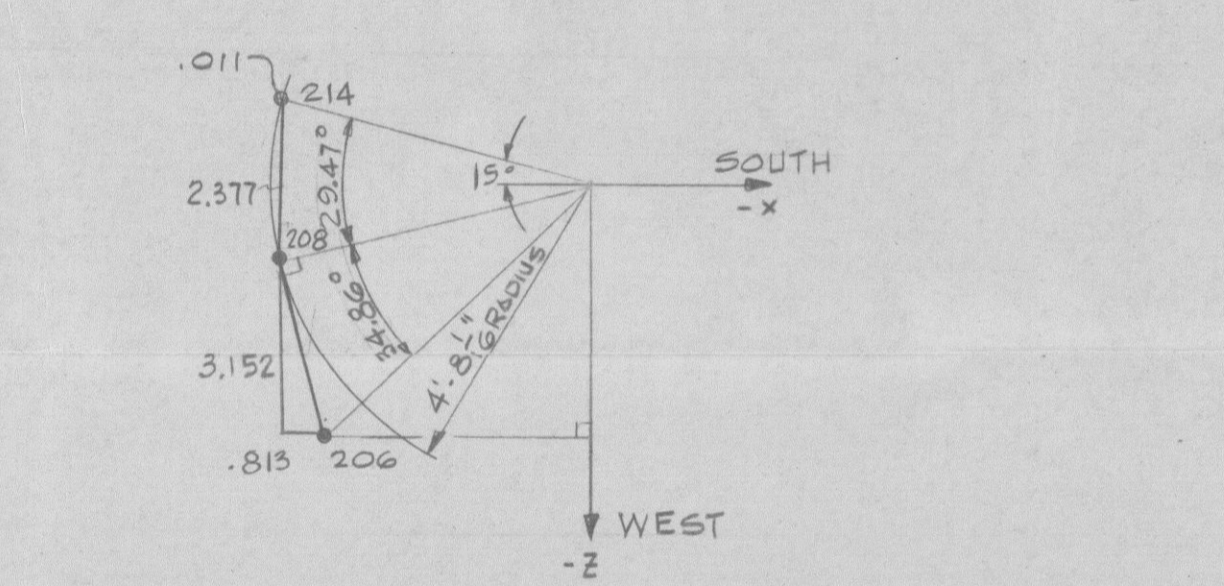 .011
214
29.47°
15°
SOUTH
- X
2.377
208
34.86°
4'- 8 1/16" RADIUS
3.152
.813
206
WEST
- Z